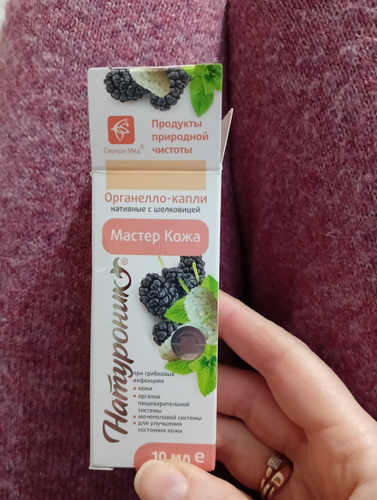 Сашера-Мед®
Продукты
природной
чистоты
Органелло-капли
нативные с шелковицей
Мастер Кожа
Натуроник®
при грибковых
инфекциях
• кожи
• органов
пищеварительной
системы
• мочеполовой системы
• для улучшения
состояния кожи
10 мл е